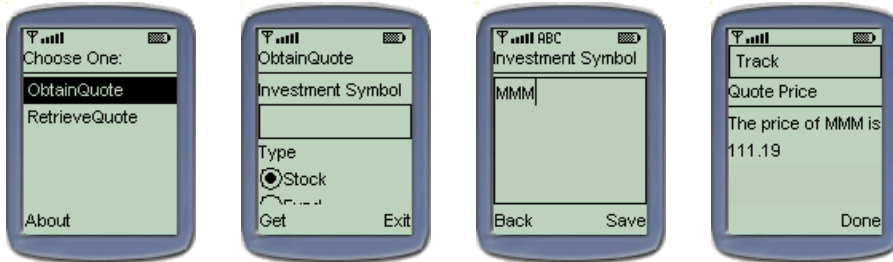 Choose One:
ObtainQuote
RetrieveQuote
About
ObtainQuote
Investment Symbol
Type
Stock
Get Exit
ABC
Investment Symbol
MMM
Back Save
Track
Quote Price
The price of MMM is
111.19
Done